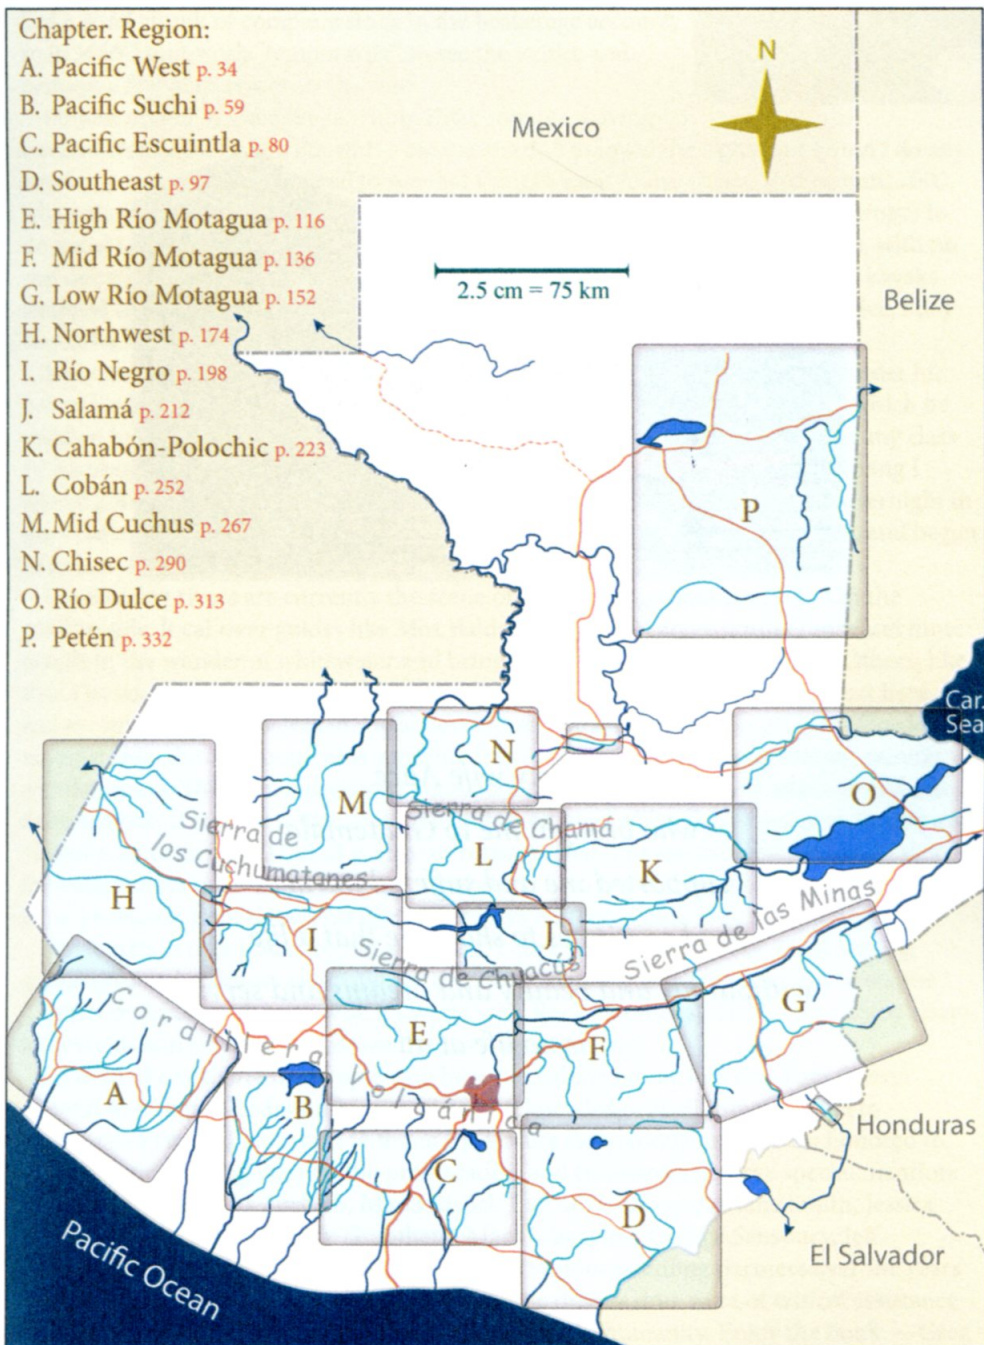 Chapter. Region:
A. Pacific West p. 34
B. Pacific Suchi p. 59
C. Pacific Escuintla p. 80
D. Southeast p. 97
E. High Río Motagua p. 116
F. Mid Río Motagua p. 136
G. Low Río Motagua p. 152
H. Northwest p. 174
I. Río Negro p. 198
J. Salamá p. 212
K. Cahabón-Polochic p. 223
L. Cobán p. 252
M. Mid Cuchus p. 267
N. Chisec p. 290
O. Río Dulce p. 313
P. Petén p. 332
N
Mexico
2.5 cm = 75 km
Belize
P
Car.
Sea
N
M
O
Sierra de
los Cuchumatanes
Sierra de Chamá
L
K
H
I
J
Sierra de Chuacús
Sierra de las Minas
G
Cordillera
Volcánica
E
F
A
B
C
D
Honduras
El Salvador
Pacific Ocean